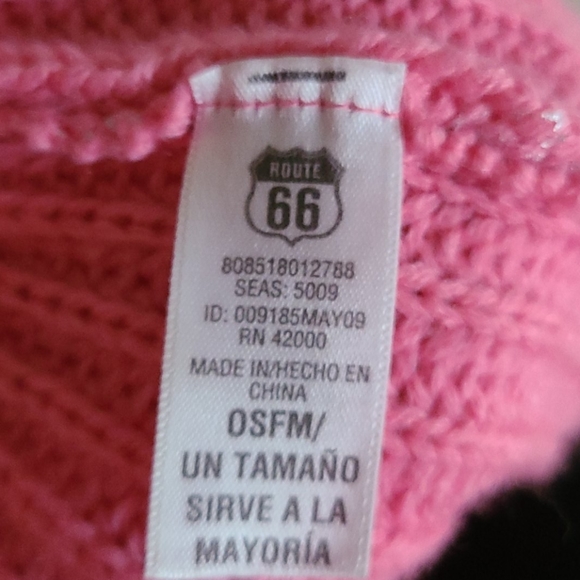 ROUTE
66
808518012788
SEAS: 5009
ID: 009185MAY09
RN 42000
MADE IN/HECHO EN
CHINA
OSFM/
UN TAMAÑO
SIRVE A LA
MAYORÍA